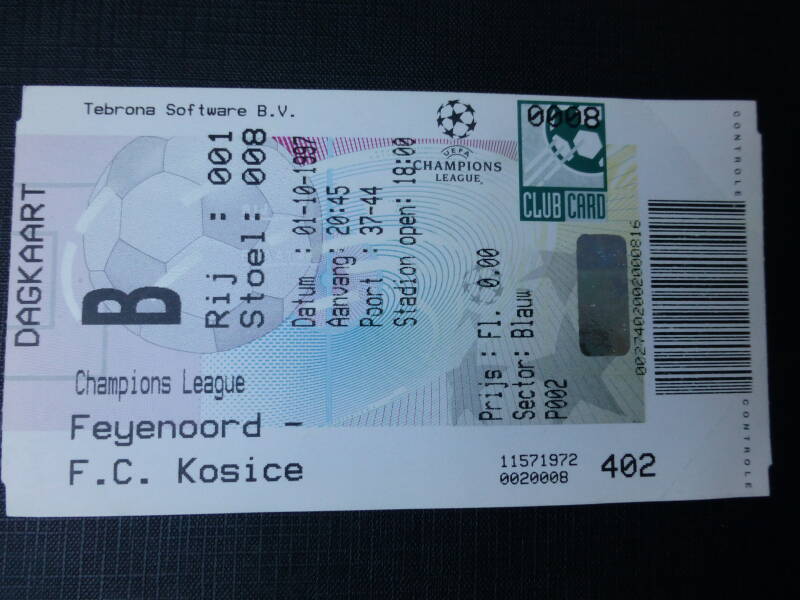 Tebrona Software B.V.
DAGKAART
B
Rij : 001
Stoel: 008
Datum : 01-10-1997
Aanvang: 20:45
Poort : 37-44
Stadion open: 18:00
UEFA
CHAMPIONS
LEAGUE
0008
CLUB CARD
Prijs : Fl. 0.00
Sector: Blauw
P002
0027402002000816
CONTROLE
CONTROLE
Champions League
Feyenoord -
F.C. Kosice
11571972
0020008
402